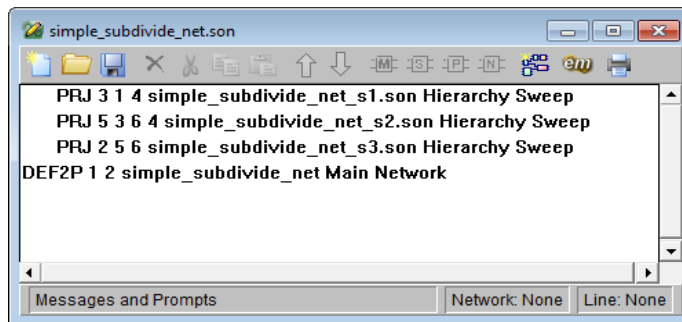 simple_subdivide_net.son
M S P N em
PRJ 3 1 4 simple_subdivide_net_s1.son Hierarchy Sweep
PRJ 5 3 6 4 simple_subdivide_net_s2.son Hierarchy Sweep
PRJ 2 5 6 simple_subdivide_net_s3.son Hierarchy Sweep
DEF2P 1 2 simple_subdivide_net Main Network
Messages and Prompts Network: None Line: None